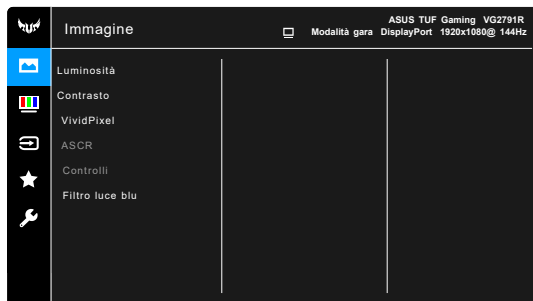 Immagine
ASUS TUF Gaming VG2791R
Modalità gara DisplayPort 1920x1080@ 144Hz
Luminosità
Contrasto
VividPixel
ASCR
Controlli
Filtro luce blu